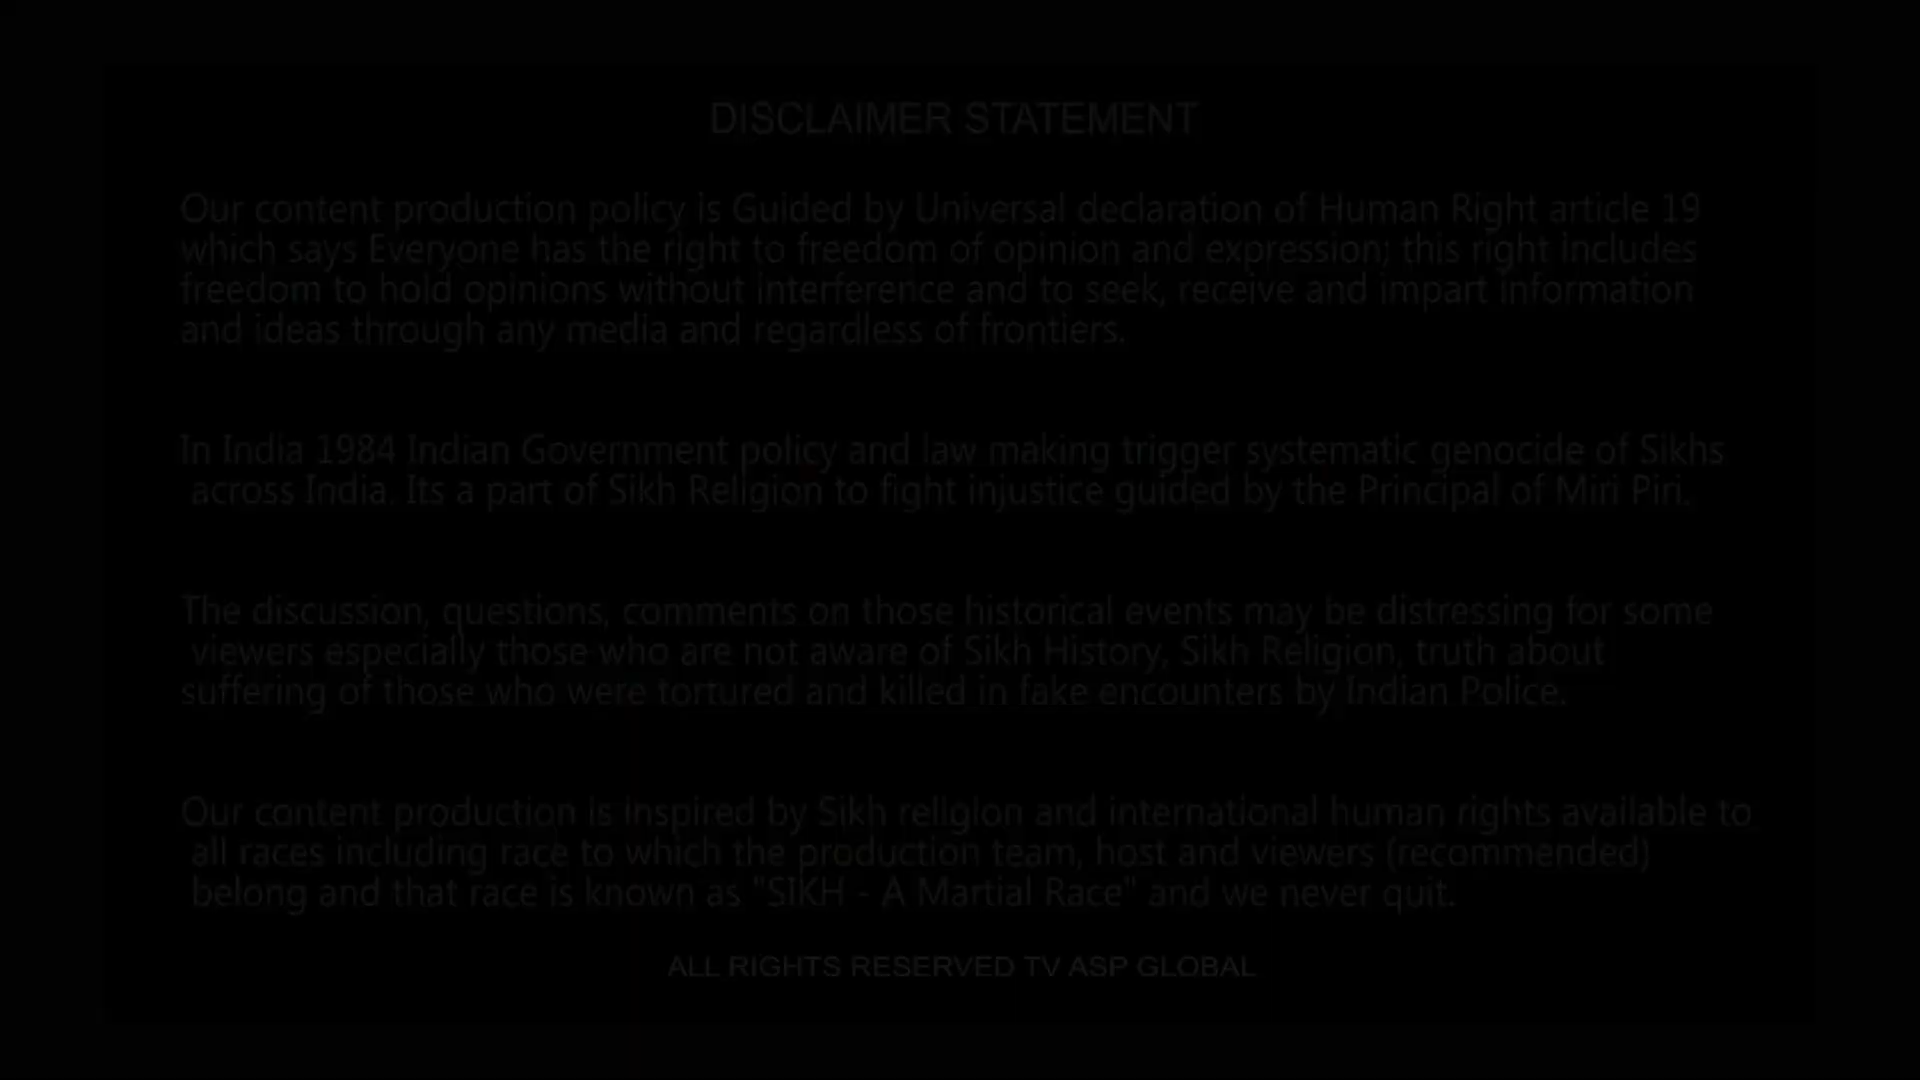 DISCLAIMER STATEMENT
Our content production policy is Guided by Universal declaration of Human Right article 19
which says Everyone has the right to freedom of opinion and expression; this right includes
freedom to hold opinions without interference and to seek, receive and impart information
and ideas through any media and regardless of frontiers.
In India 1984 Indian Government policy and law making trigger systematic genocide of Sikhs
across India. Its a part of Sikh Religion to fight injustice guided by the Principal of Miri Piri.
The discussion, questions, comments on those historical events may be distressing for some
viewers especially those who are not aware of Sikh History, Sikh Religion, truth about
suffering of those who were tortured and killed in fake encounters by Indian Police.
Our content production is inspired by Sikh religion and international human rights available to
all races including race to which the production team, host and viewers (recommended)
belong and that race is known as "SIKH - A Martial Race" and we never quit.
ALL RIGHTS RESERVED TV ASP GLOBAL